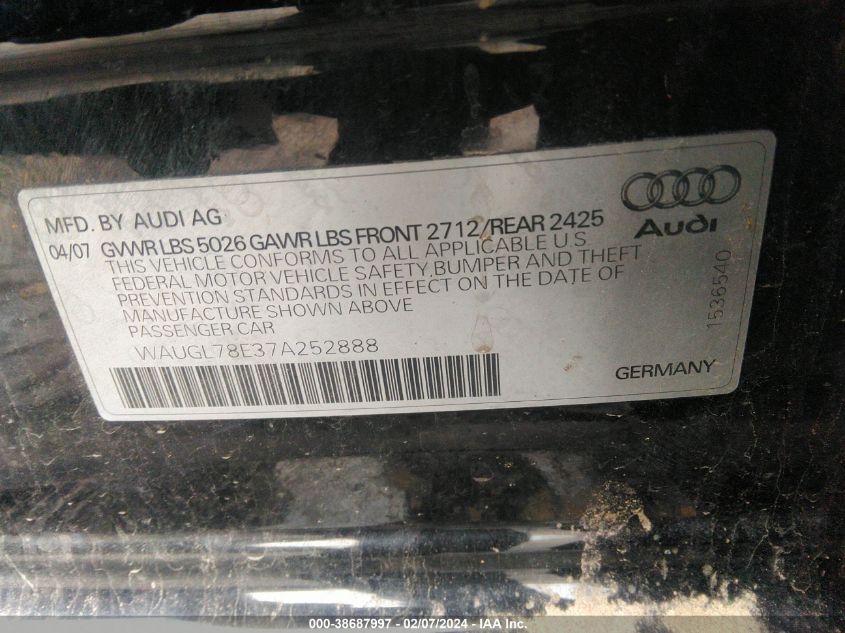 MFD. BY AUDI AG
04/07 GVWR LBS 5026 GAWR LBS FRONT 2712/REAR 2425
THIS VEHICLE CONFORMS TO ALL APPLICABLE U.S
FEDERAL MOTOR VEHICLE SAFETY,BUMPER AND THEFT
PREVENTION STANDARDS IN EFFECT ON THE DATE OF
MANUFACTURE SHOWN ABOVE
PASSENGER CAR
WAUGL78E37A252888
Audi
1536540
GERMANY
000-38687997 - 02/07/2024 - IAA Inc.